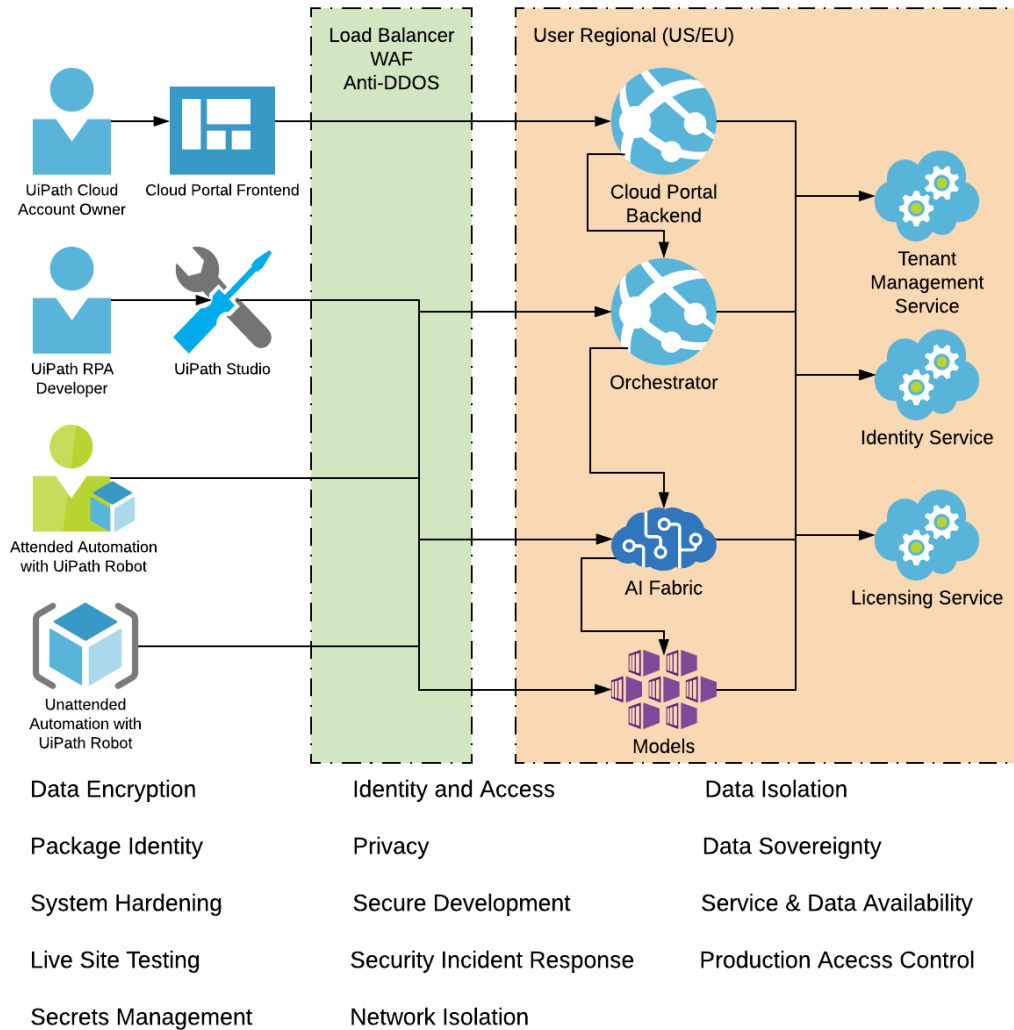 Load Balancer
WAF
Anti-DDOS
User Regional (US/EU)
UiPath Cloud
Account Owner
Cloud Portal Frontend
Cloud Portal
Backend
Tenant
Management
Service
UiPath RPA
Developer
UiPath Studio
Orchestrator
Identity Service
Attended Automation
with UiPath Robot
AI Fabric
Licensing Service
Unattended
Automation with
UiPath Robot
Models
Data Encryption
Identity and Access
Data Isolation
Package Identity
Privacy
Data Sovereignty
System Hardening
Secure Development
Service & Data Availability
Live Site Testing
Security Incident Response
Production Acecss Control
Secrets Management
Network Isolation